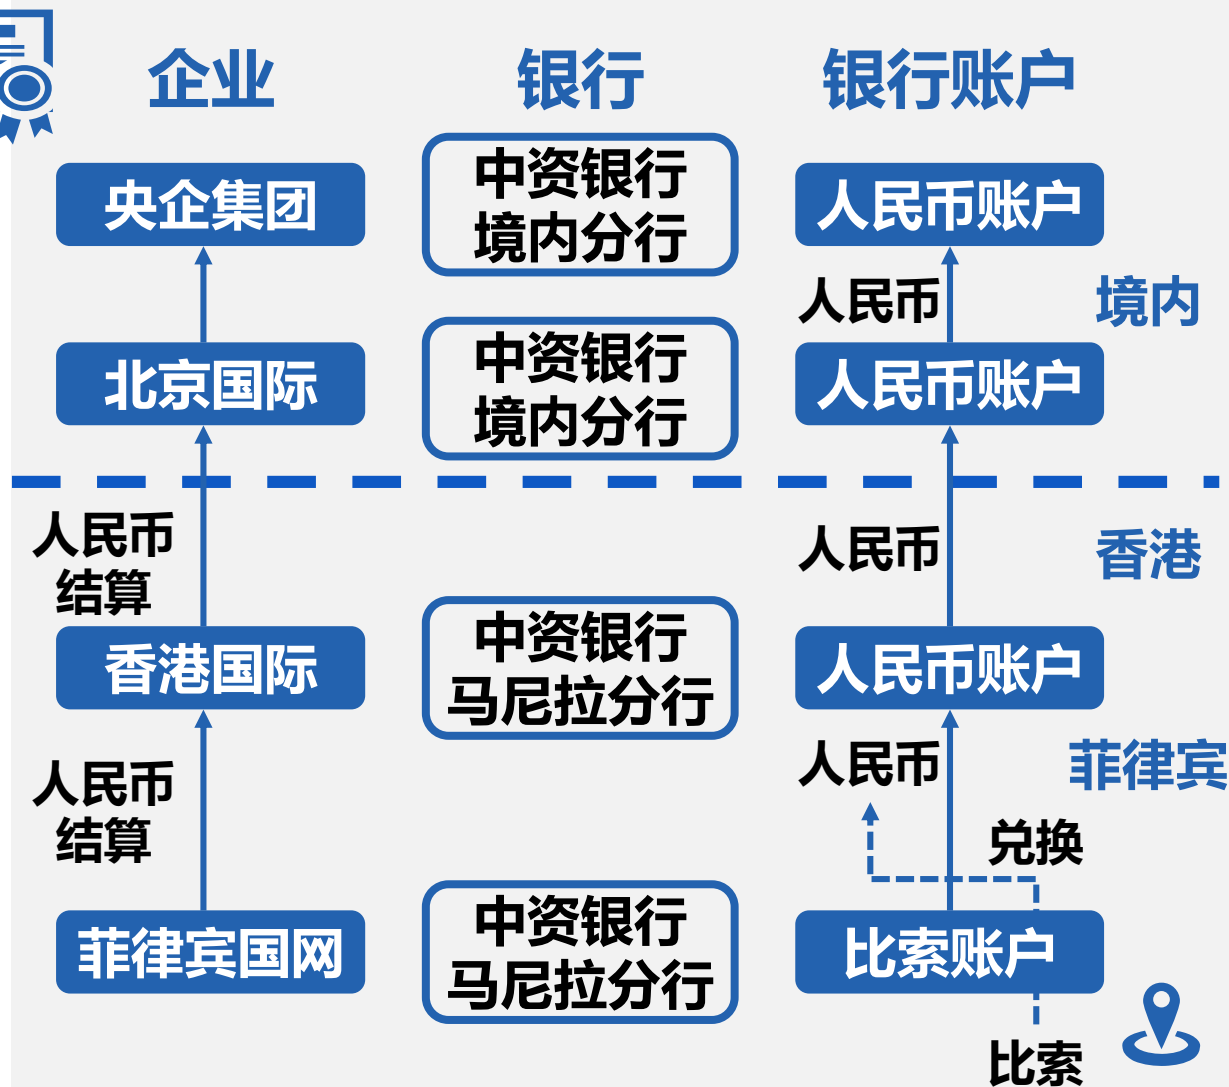 企业
银行
银行账户
央企集团
中资银行
境内分行
人民币账户
人民币
境内
北京国际
中资银行
境内分行
人民币账户
人民币
结算
人民币
香港
香港国际
中资银行
马尼拉分行
人民币账户
人民币
结算
人民币
菲律宾
兑换
菲律宾国网
中资银行
马尼拉分行
比索账户
比索